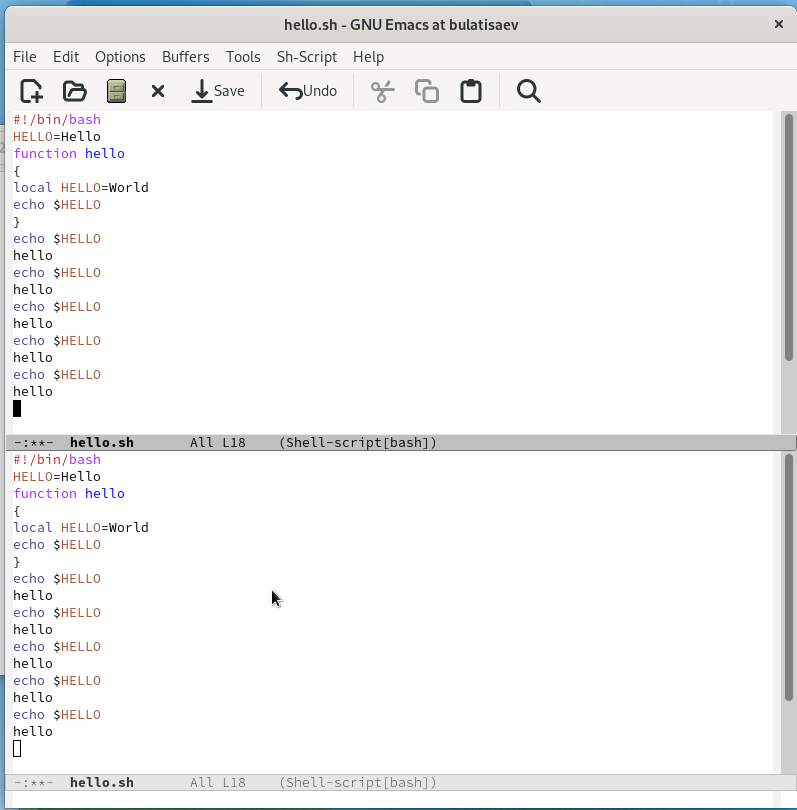 hello.sh - GNU Emacs at bulatisaev ×
File Edit Options Buffers Tools Sh-Script Help
Save Undo
#!/bin/bash
HELLO=Hello
function hello
{
local HELLO=World
echo $HELLO
}
echo $HELLO
hello
echo $HELLO
hello
echo $HELLO
hello
echo $HELLO
hello
echo $HELLO
hello
-:**- hello.sh All L18 (Shell-script[bash])
#!/bin/bash
HELLO=Hello
function hello
{
local HELLO=World
echo $HELLO
}
echo $HELLO
hello
echo $HELLO
hello
echo $HELLO
hello
echo $HELLO
hello
echo $HELLO
hello
-:**- hello.sh All L18 (Shell-script[bash])